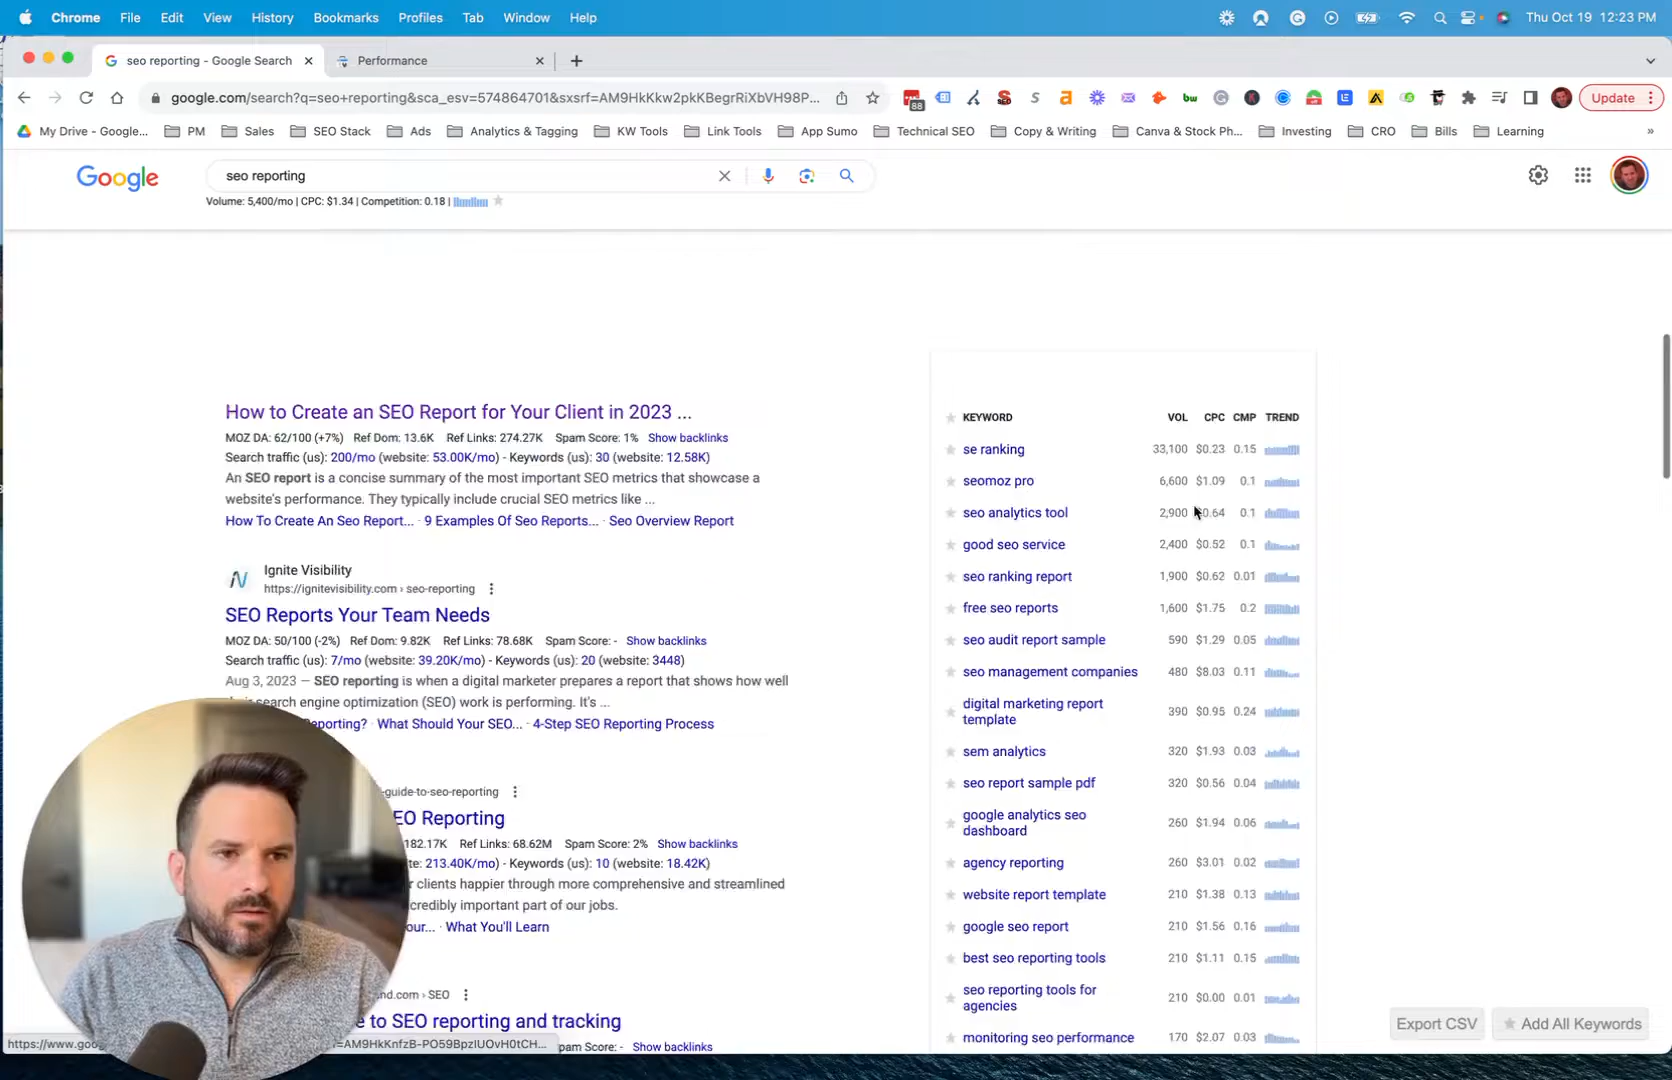 Chrome File Edit View History Bookmarks Profiles Tab Window Help Thu Oct 19 12:23 PM
seo reporting - Google Search Performance
google.com/search?q=seo+reporting&sca_esv=574864701&sxsrf=AM9HkKkw2pkKBegrRiXbVH98P... 88 Update
My Drive - Google... PM Sales SEO Stack Ads Analytics & Tagging KW Tools Link Tools App Sumo Technical SEO Copy & Writing Canva & Stock Ph... Investing CRO Bills Learning »
Google seo reporting
Volume: 5,400/mo | CPC: $1.34 | Competition: 0.18 |
How to Create an SEO Report for Your Client in 2023 ...
MOZ DA: 62/100 (+7%) Ref Dom: 13.6K Ref Links: 274.27K Spam Score: 1% Show backlinks
Search traffic (us): 200/mo (website: 53.00K/mo) - Keywords (us): 30 (website: 12.58K)
An SEO report is a concise summary of the most important SEO metrics that showcase a
website's performance. They typically include crucial SEO metrics like ...
How To Create An Seo Report... · 9 Examples Of Seo Reports... · Seo Overview Report
Ignite Visibility
https://ignitevisibility.com › seo-reporting
SEO Reports Your Team Needs
MOZ DA: 50/100 (-2%) Ref Dom: 9.82K Ref Links: 78.68K Spam Score: - Show backlinks
Search traffic (us): 7/mo (website: 39.20K/mo) - Keywords (us): 20 (website: 3448)
Aug 3, 2023 — SEO reporting is when a digital marketer prepares a report that shows how well
search engine optimization (SEO) work is performing. It's ...
eporting? · What Should Your SEO... · 4-Step SEO Reporting Process
-guide-to-seo-reporting
EO Reporting
182.17K Ref Links: 68.62M Spam Score: 2% Show backlinks
te: 213.40K/mo) - Keywords (us): 10 (website: 18.42K)
r clients happier through more comprehensive and streamlined
credibly important part of our jobs.
our... · What You'll Learn
nd.com › SEO
e to SEO reporting and tracking
pam Score: - Show backlinks
KEYWORD VOL CPC CMP TREND
se ranking 33,100 $0.23 0.15
seomoz pro 6,600 $1.09 0.1
seo analytics tool 2,900 $0.64 0.1
good seo service 2,400 $0.52 0.1
seo ranking report 1,900 $0.62 0.01
free seo reports 1,600 $1.75 0.2
seo audit report sample 590 $1.29 0.05
seo management companies 480 $8.03 0.11
digital marketing report
template 390 $0.95 0.24
sem analytics 320 $1.93 0.03
seo report sample pdf 320 $0.56 0.04
google analytics seo
dashboard 260 $1.94 0.06
agency reporting 260 $3.01 0.02
website report template 210 $1.38 0.13
google seo report 210 $1.56 0.16
best seo reporting tools 210 $1.11 0.15
seo reporting tools for
agencies 210 $0.00 0.01
monitoring seo performance 170 $2.07 0.03
Export CSV Add All Keywords
https://www.goog =AM9HkKnfzB-PO59BpzIUOvH0tCH...